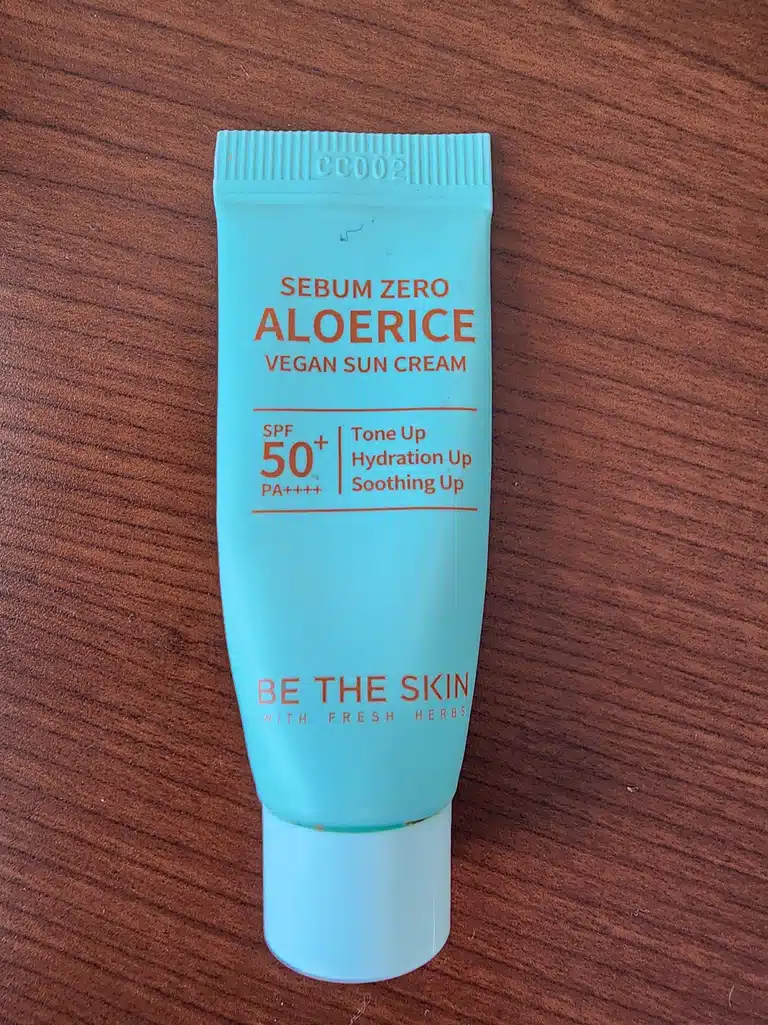 CC002
SEBUM ZERO
ALOERICE
VEGAN SUN CREAM
SPF
50+
PA++++
Tone Up
Hydration Up
Soothing Up
BE THE SKIN
WITH FRESH HERBS